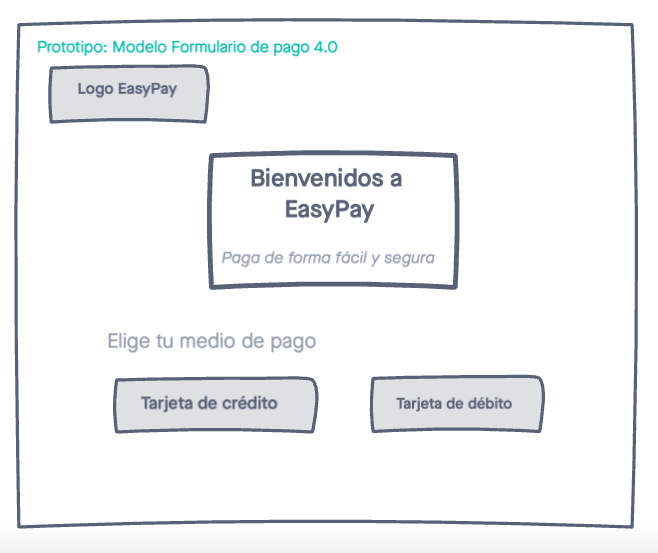 Prototipo: Modelo Formulario de pago 4.0
Logo EasyPay
Bienvenidos a
EasyPay
Paga de forma fácil y segura
Elige tu medio de pago
Tarjeta de crédito
Tarjeta de débito